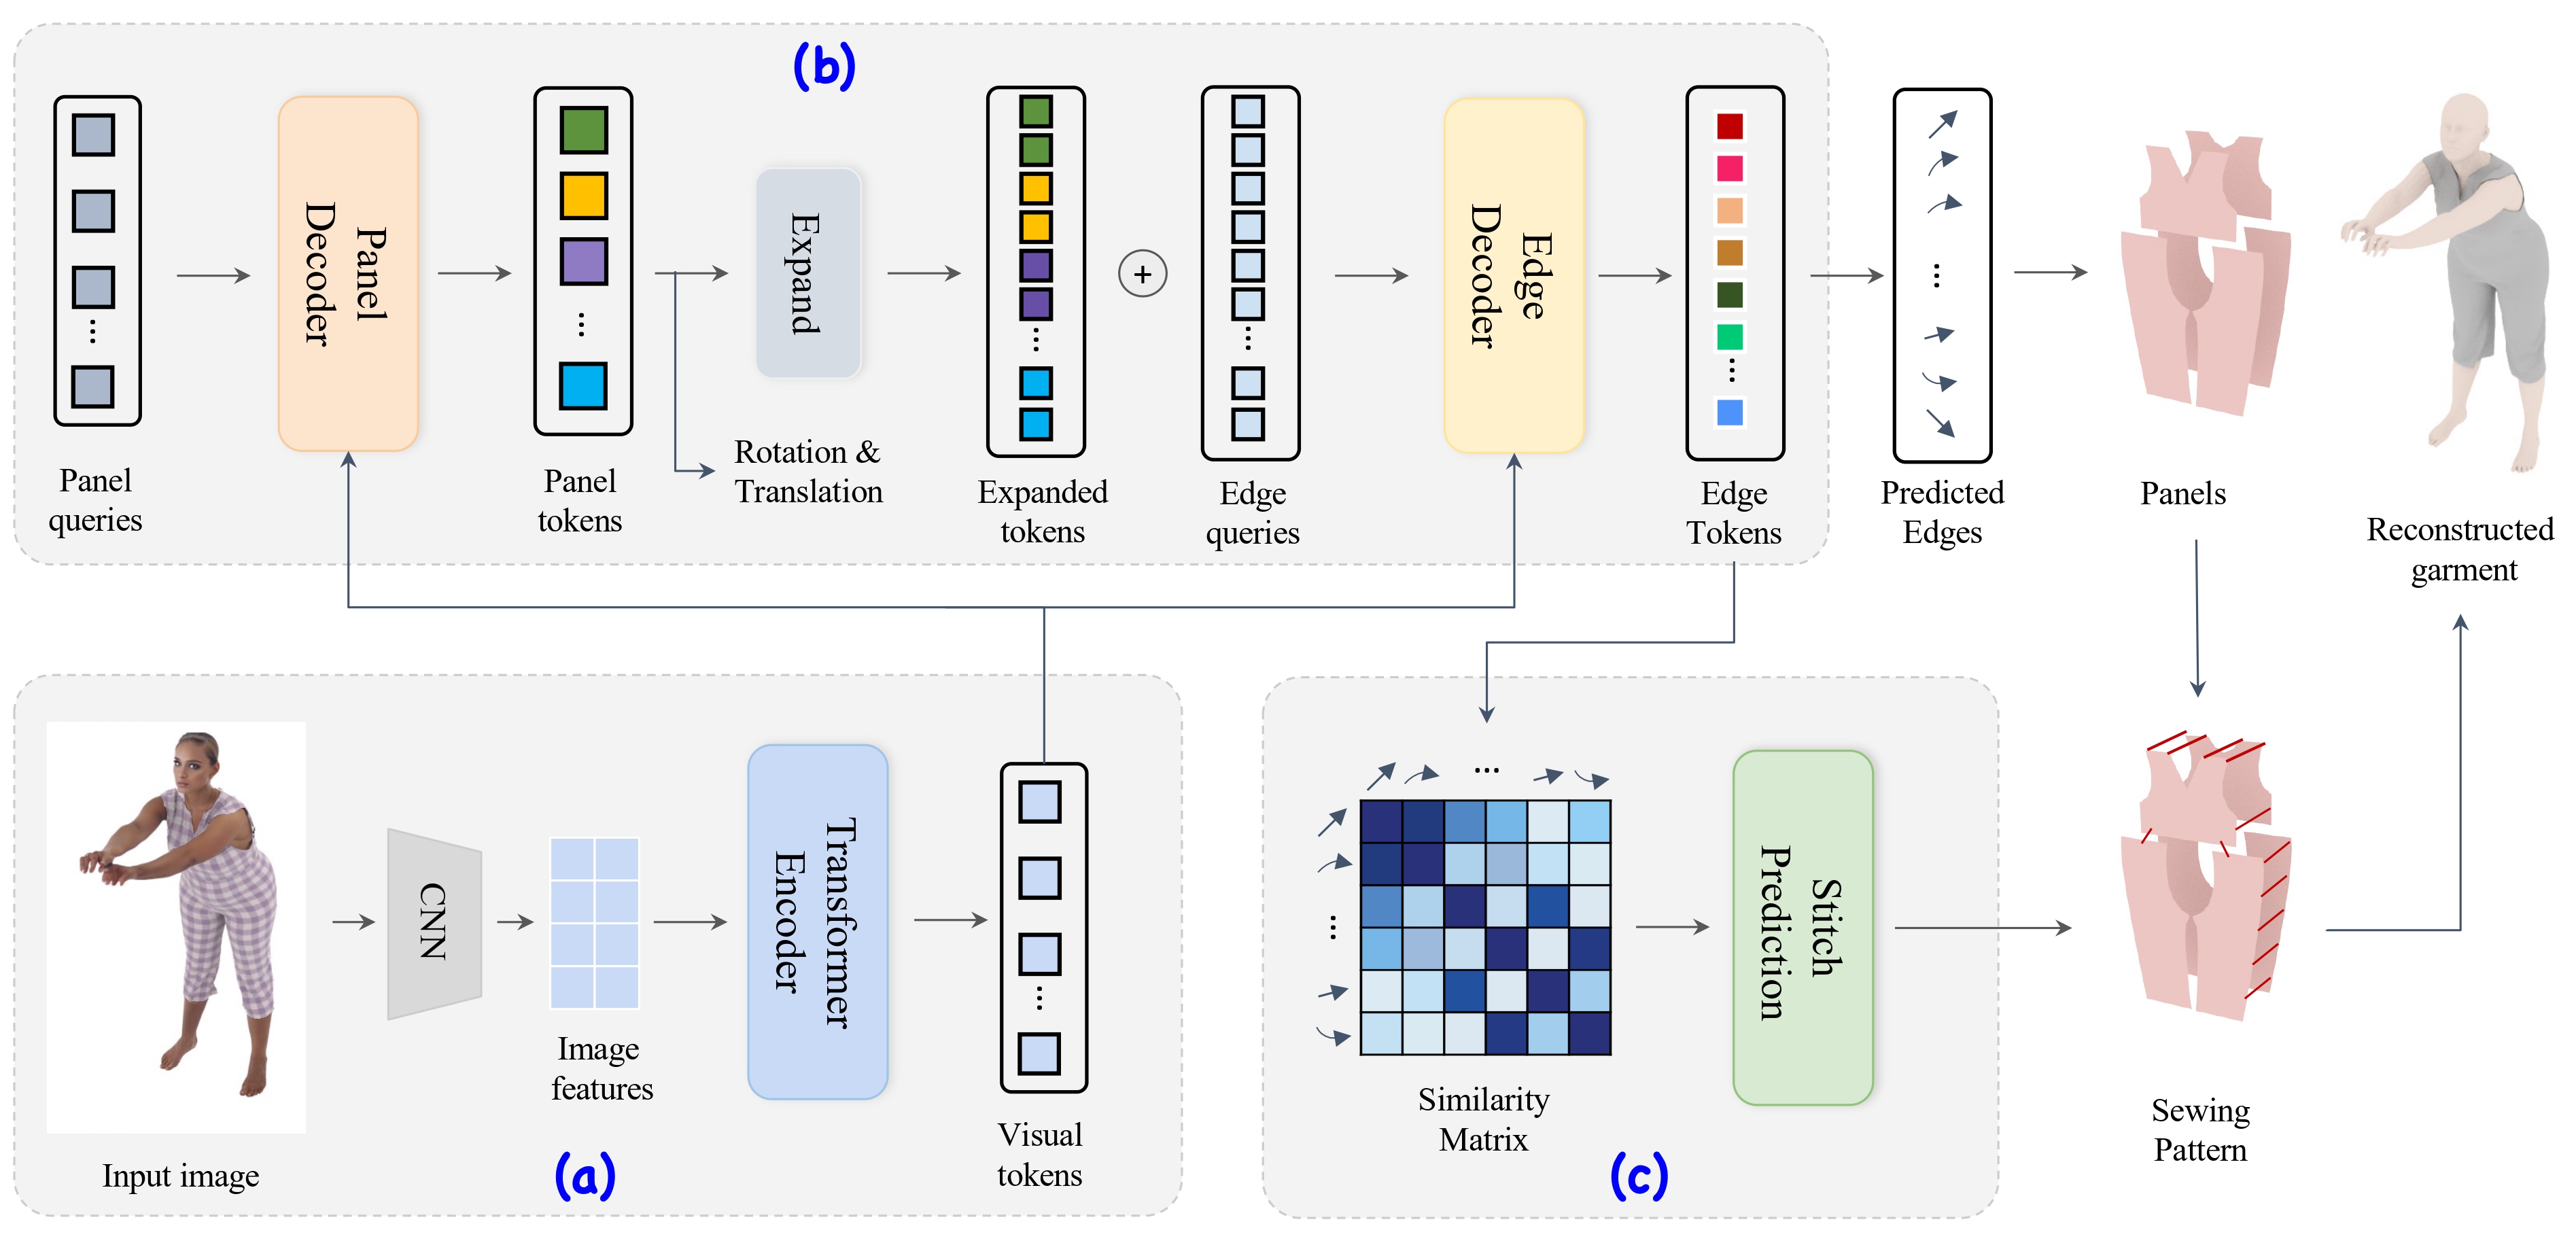 (b)
Panel
Decoder
Expand
Edge
Decoder
Rotation &
Translation
Panel
queries
Panel
tokens
Expanded
tokens
Edge
queries
Edge
Tokens
Predicted
Edges
Panels
Reconstructed
garment
CNN
Transformer
Encoder
Stitch
Prediction
Image
features
Input image
(a)
Visual
tokens
Similarity
Matrix
(c)
Sewing
Pattern